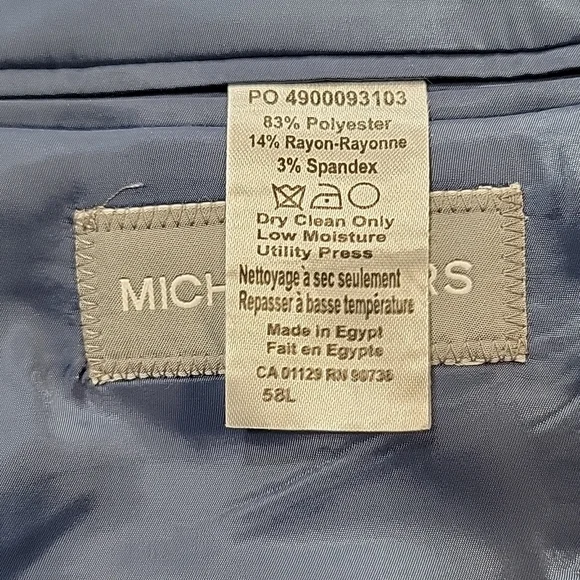 PO 4900093103
83% Polyester
14% Rayon-Rayonne
3% Spandex
Dry Clean Only
Low Moisture
Utility Press
Nettoyage à sec seulement
Repasser à basse température
MICH RS
Made in Egypt
Fait en Egypte
CA 01129 RN 90736
58L